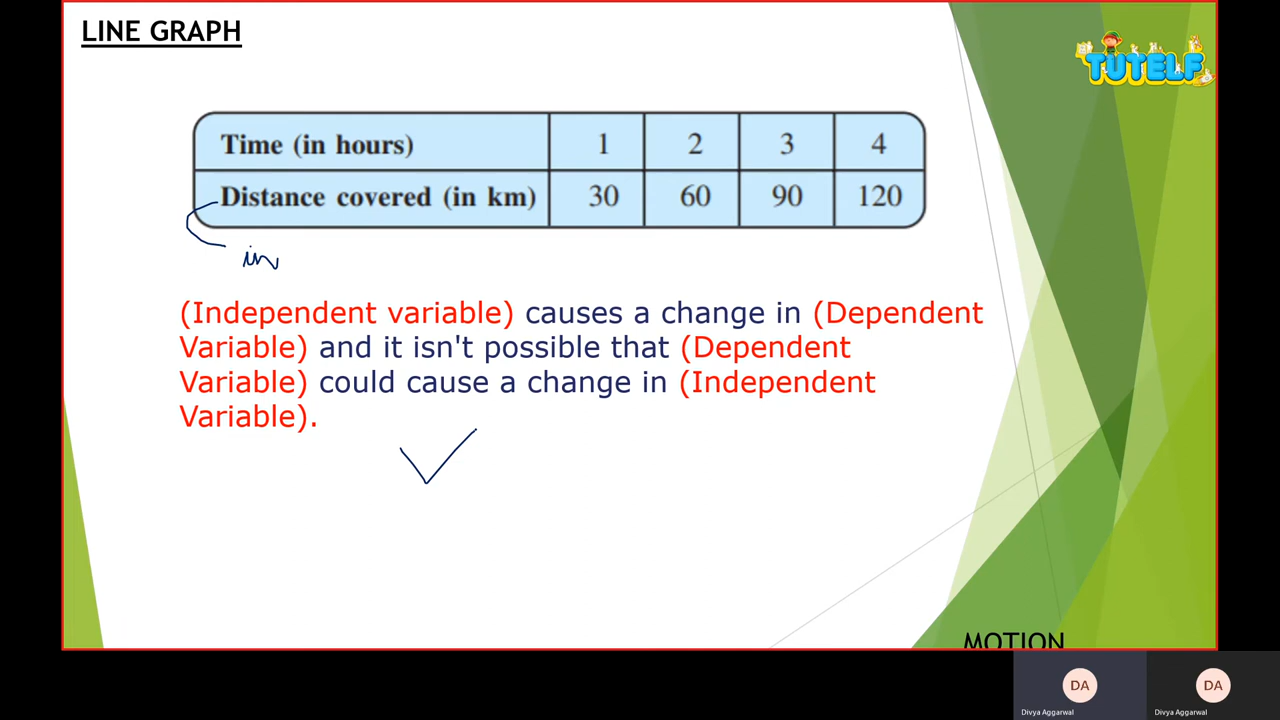 LINE GRAPH
TUTELF
Time (in hours) 1 2 3 4
Distance covered (in km) 30 60 90 120
in
(Independent variable) causes a change in (Dependent
Variable) and it isn't possible that (Dependent
Variable) could cause a change in (Independent
Variable).
MOTION
DA DA
Divya Aggarwal Divya Aggarwal